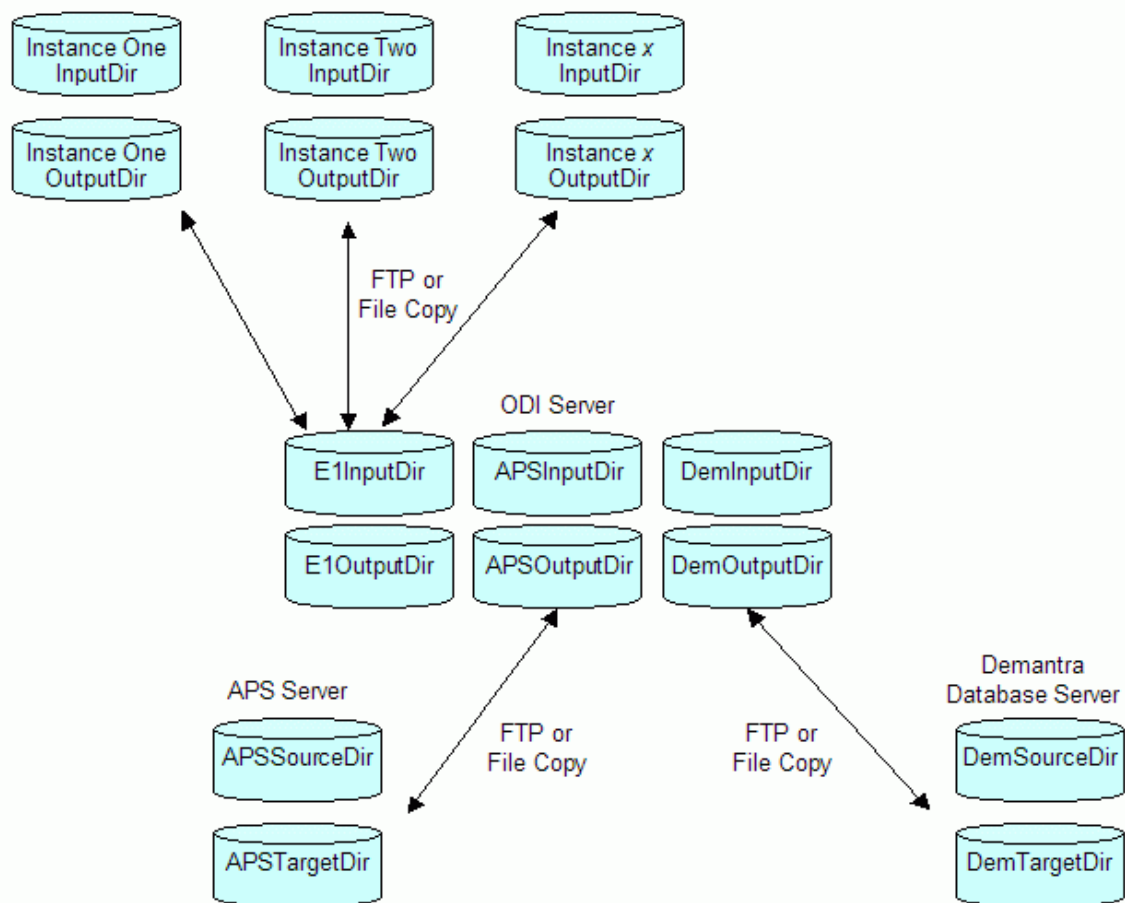 Instance One
InputDir
Instance Two
InputDir
Instance x
InputDir
Instance One
OutputDir
Instance Two
OutputDir
Instance x
OutputDir
FTP or
File Copy
ODI Server
E1InputDir
APSInputDir
DemInputDir
E1OutputDir
APSOutputDir
DemOutputDir
APS Server
Demantra
Database Server
APSSourceDir
FTP or
File Copy
FTP or
File Copy
DemSourceDir
APSTargetDir
DemTargetDir